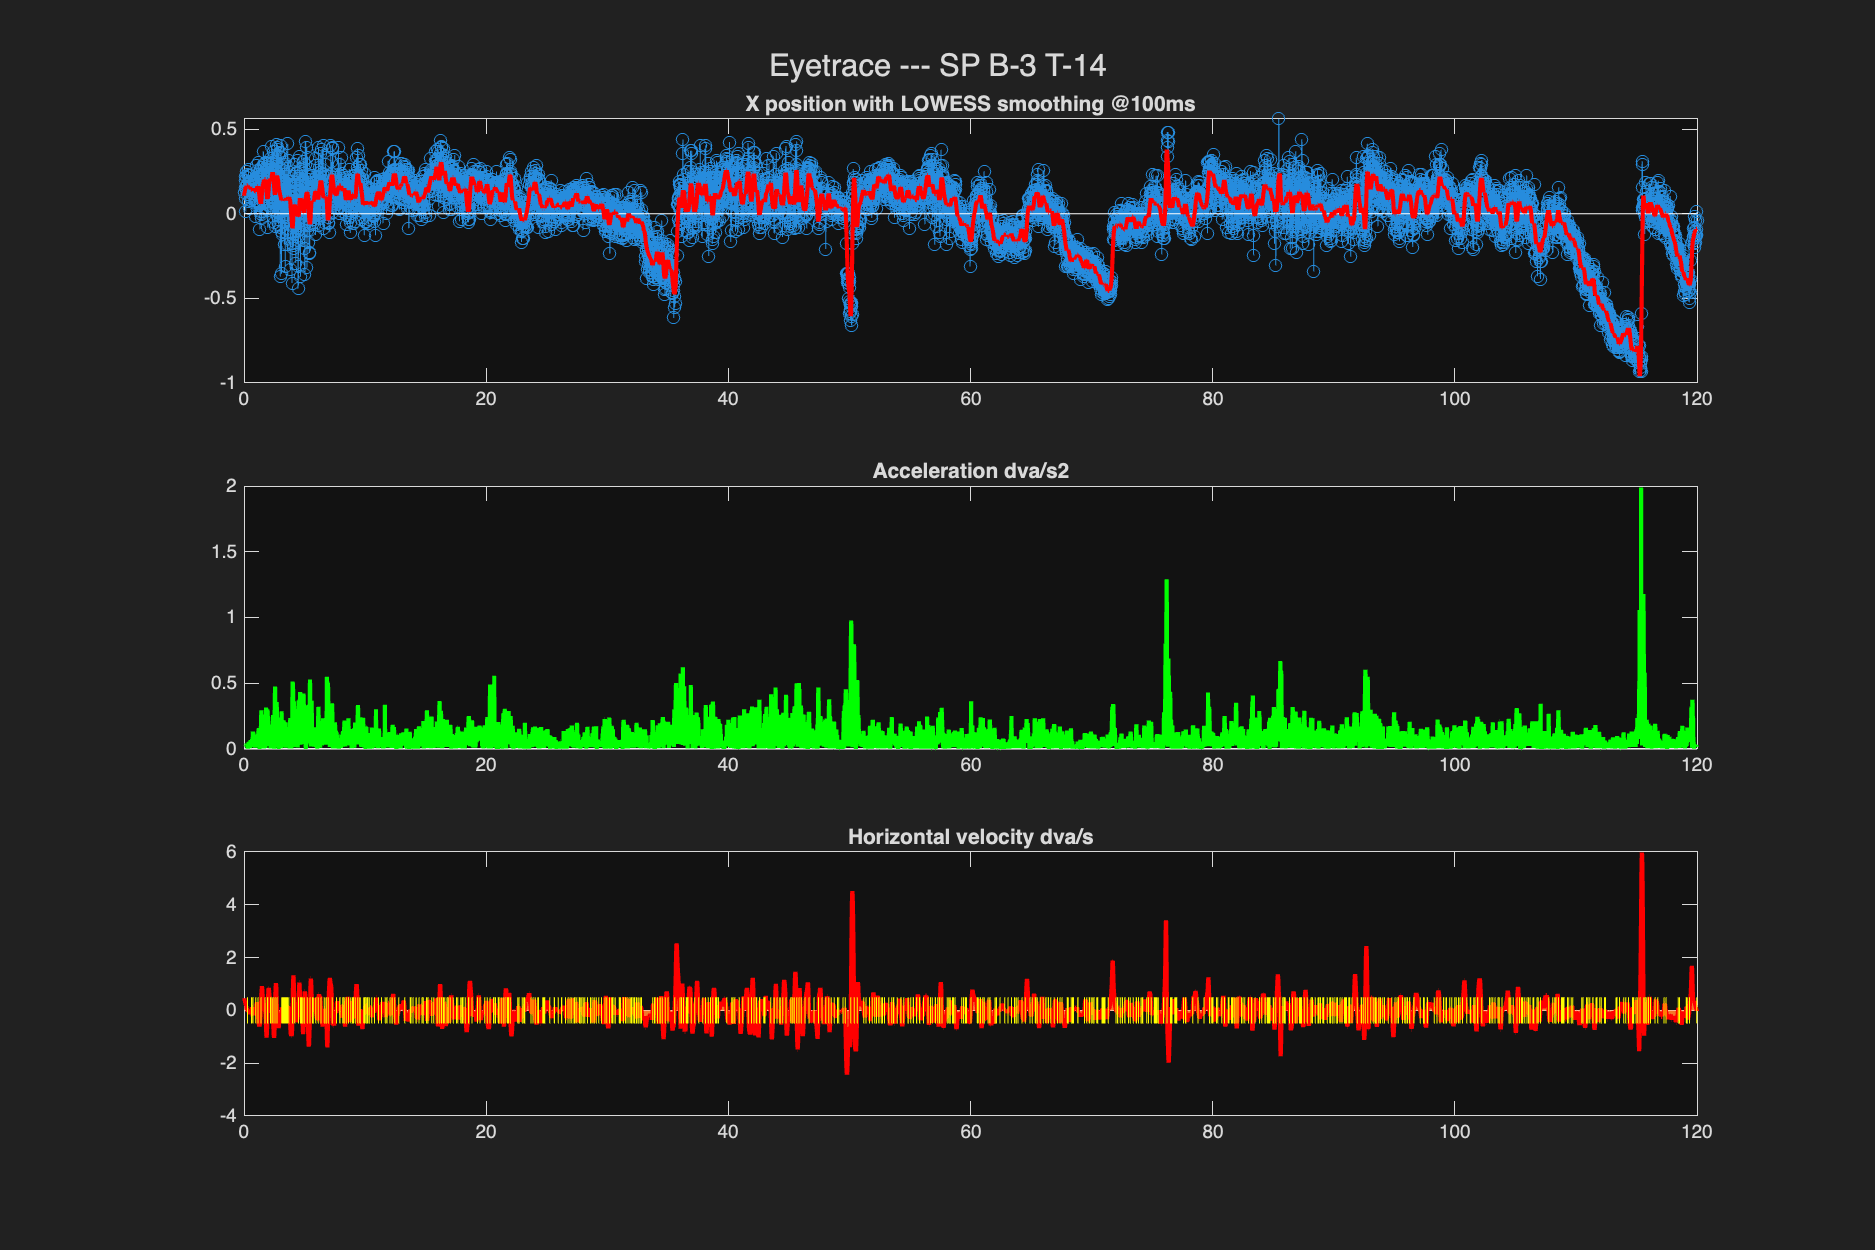 Eyetrace --- SP B-3 T-14
X position with LOWESS smoothing @100ms
0.5
0
-0.5
-1
0 20 40 60 80 100 120
Acceleration dva/s2
2
1.5
1
0.5
0
0 20 40 60 80 100 120
Horizontal velocity dva/s
6
4
2
0
-2
-4
0 20 40 60 80 100 120